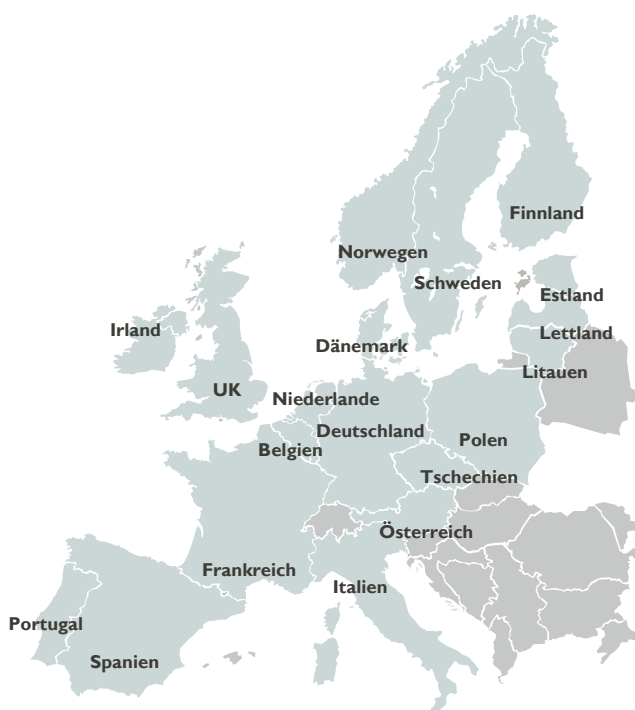 Finnland
Norwegen
Schweden
Estland
Irland
Lettland
Dänemark
Litauen
UK
Niederlande
Deutschland
Polen
Belgien
Tschechien
Österreich
Frankreich
Italien
Portugal
Spanien